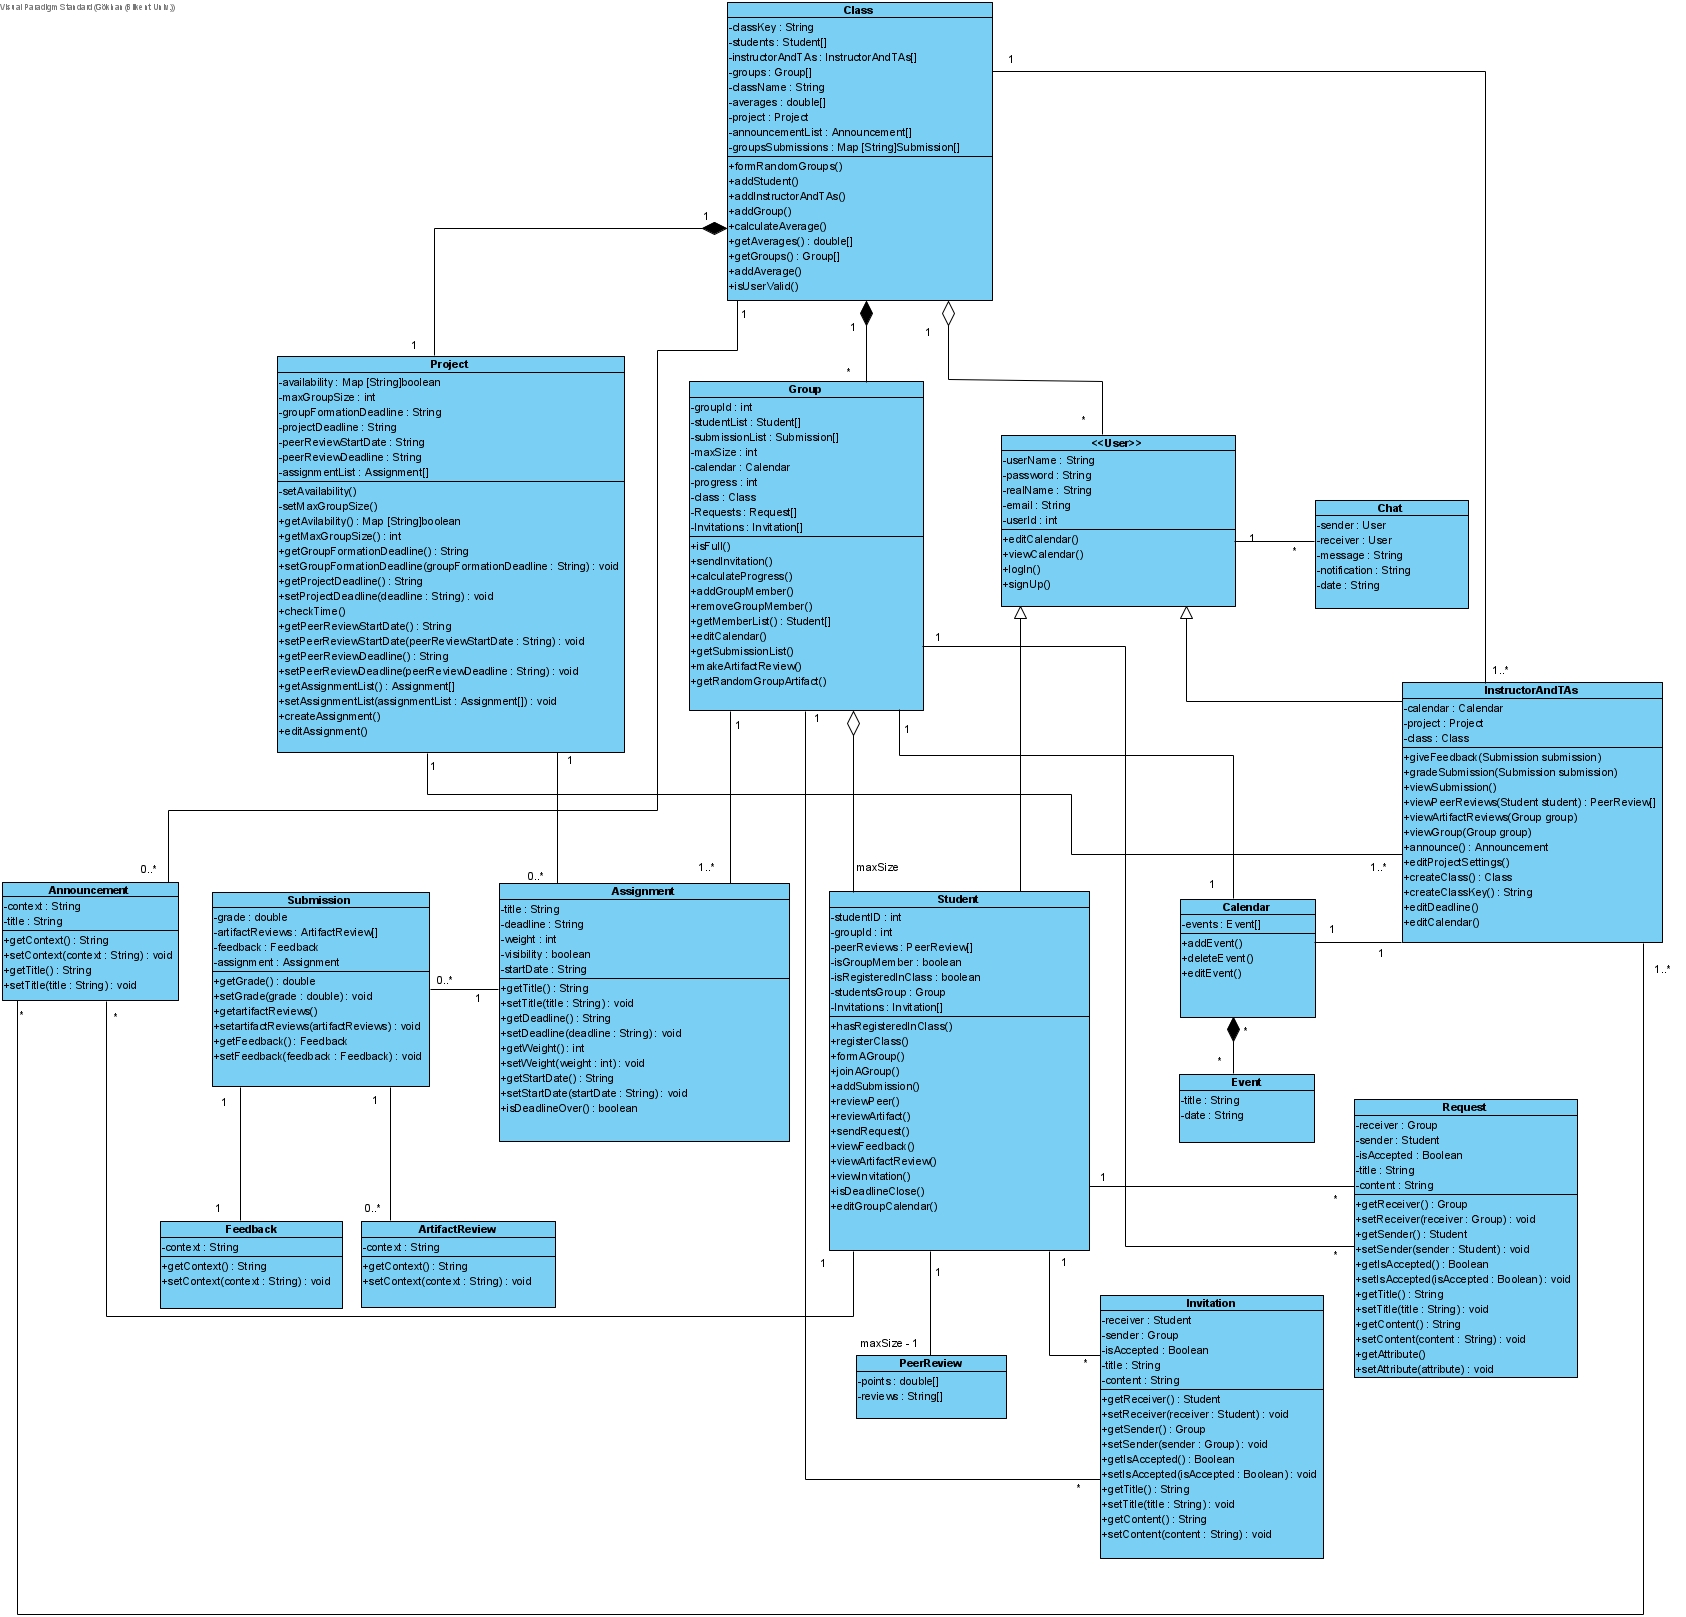 Visual Paradigm Standard (Gökhan (Bilkent Univ.))
Class
-classKey : String
-students : Student[]
-instructorAndTAs : InstructorAndTAs[]
-groups : Group[]
-className : String
-averages : double[]
-project : Project
-announcementList : Announcement[]
-groupsSubmissions : Map [String]Submission[]
+formRandomGroups()
+addStudent()
+addInstructorAndTAs()
+addGroup()
+calculateAverage()
+getAverages() : double[]
+getGroups() : Group[]
+addAverage()
+isUserValid()
1
1
1
1
1
1
*
*
Project
-availability : Map [String]boolean
-maxGroupSize : int
-groupFormationDeadline : String
-projectDeadline : String
-peerReviewStartDate : String
-peerReviewDeadline : String
-assignmentList : Assignment[]
-setAvailability()
-setMaxGroupSize()
+getAvilability() : Map [String]boolean
+getMaxGroupSize() : int
+getGroupFormationDeadline() : String
+setGroupFormationDeadline(groupFormationDeadline : String) : void
+getProjectDeadline() : String
+setProjectDeadline(deadline : String) : void
+checkTime()
+getPeerReviewStartDate() : String
+setPeerReviewStartDate(peerReviewStartDate : String) : void
+getPeerReviewDeadline() : String
+setPeerReviewDeadline(peerReviewDeadline : String) : void
+getAssignmentList() : Assignment[]
+setAssignmentList(assignmentList : Assignment[]) : void
+createAssignment()
+editAssignment()
1
1
Group
-groupId : int
-studentList : Student[]
-submissionList : Submission[]
-maxSize : int
-calendar : Calendar
-progress : int
-class : Class
-Requests : Request[]
-Invitations : Invitation[]
+isFull()
+sendInvitation()
+calculateProgress()
+addGroupMember()
+removeGroupMember()
+getMemberList() : Student[]
+editCalendar()
+getSubmissionList()
+makeArtifactReview()
+getRandomGroupArtifact()
1
1
1
1
<<User>>
-userName : String
-password : String
-realName : String
-email : String
-userId : int
+editCalendar()
+viewCalendar()
+logIn()
+signUp()
1
*
Chat
-sender : User
-receiver : User
-message : String
-notification : String
-date : String
1..*
InstructorAndTAs
-calendar : Calendar
-project : Project
-class : Class
+giveFeedback(Submission submission)
+gradeSubmission(Submission submission)
+viewSubmission()
+viewPeerReviews(Student student) : PeerReview[]
+viewArtifactReviews(Group group)
+viewGroup(Group group)
+announce() : Announcement
+editProjectSettings()
+createClass() : Class
+createClassKey() : String
+editDeadline()
+editCalendar()
1..*
1
1
1..*
0..*
Announcement
-context : String
-title : String
+getContext() : String
+setContext(context : String) : void
+getTitle() : String
+setTitle(title : String) : void
*
*
Submission
-grade : double
-artifactReviews : ArtifactReview[]
-feedback : Feedback
-assignment : Assignment
+getGrade() : double
+setGrade(grade : double) : void
+getartifactReviews()
+setartifactReviews(artifactReviews) : void
+getFeedback() : Feedback
+setFeedback(feedback : Feedback) : void
0..*
1
1
1
0..*
1..*
Assignment
-title : String
-deadline : String
-weight : int
-visibility : boolean
-startDate : String
+getTitle() : String
+setTitle(title : String) : void
+getDeadline() : String
+setDeadline(deadline : String) : void
+getWeight() : int
+setWeight(weight : int) : void
+getStartDate() : String
+setStartDate(startDate : String) : void
+isDeadlineOver() : boolean
maxSize
Student
-studentID : int
-groupId : int
-peerReviews : PeerReview[]
-isGroupMember : boolean
-isRegisteredInClass : boolean
-studentsGroup : Group
-Invitations : Invitation[]
+hasRegisteredInClass()
+registerClass()
+formAGroup()
+joinAGroup()
+addSubmission()
+reviewPeer()
+reviewArtifact()
+sendRequest()
+viewFeedback()
+viewArtifactReview()
+viewInvitation()
+isDeadlineClose()
+editGroupCalendar()
1
1
1
1
1
Calendar
-events : Event[]
+addEvent()
+deleteEvent()
+editEvent()
*
*
Event
-title : String
-date : String
Request
-receiver : Group
-sender : Student
-isAccepted : Boolean
-title : String
-content : String
+getReceiver() : Group
+setReceiver(receiver : Group) : void
+getSender() : Student
+setSender(sender : Student) : void
+getIsAccepted() : Boolean
+setIsAccepted(isAccepted : Boolean) : void
+getTitle() : String
+setTitle(title : String) : void
+getContent() : String
+setContent(content : String) : void
+getAttribute()
+setAttribute(attribute) : void
*
*
1
Feedback
-context : String
+getContext() : String
+setContext(context : String) : void
0..*
ArtifactReview
-context : String
+getContext() : String
+setContext(context : String) : void
maxSize - 1
PeerReview
-points : double[]
-reviews : String[]
*
*
Invitation
-receiver : Student
-sender : Group
-isAccepted : Boolean
-title : String
-content : String
+getReceiver() : Student
+setReceiver(receiver : Student) : void
+getSender() : Group
+setSender(sender : Group) : void
+getIsAccepted() : Boolean
+setIsAccepted(isAccepted : Boolean) : void
+getTitle() : String
+setTitle(title : String) : void
+getContent() : String
+setContent(content : String) : void